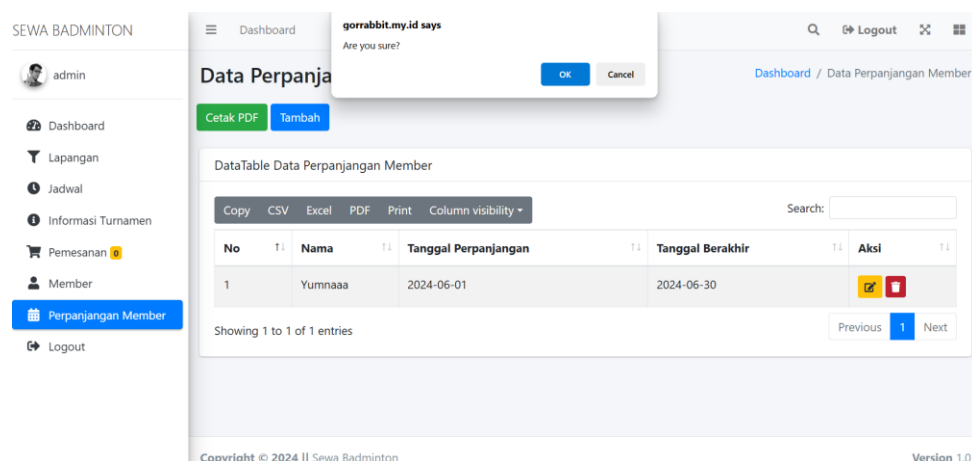 SEWA BADMINTON
admin
Dashboard
Lapangan
Jadwal
Informasi Turnamen
Pemesanan 0
Member
Perpanjangan Member
Logout
Dashboard
Logout
gorrabbit.my.id says
Are you sure?
OK Cancel
Data Perpanja
Dashboard / Data Perpanjangan Member
Cetak PDF Tambah
DataTable Data Perpanjangan Member
Copy CSV Excel PDF Print Column visibility
Search:
No Nama Tanggal Perpanjangan Tanggal Berakhir Aksi
1 Yumnaaa 2024-06-01 2024-06-30
Showing 1 to 1 of 1 entries
Previous 1 Next
Copyright © 2024 || Sewa Badminton
Version 1.0